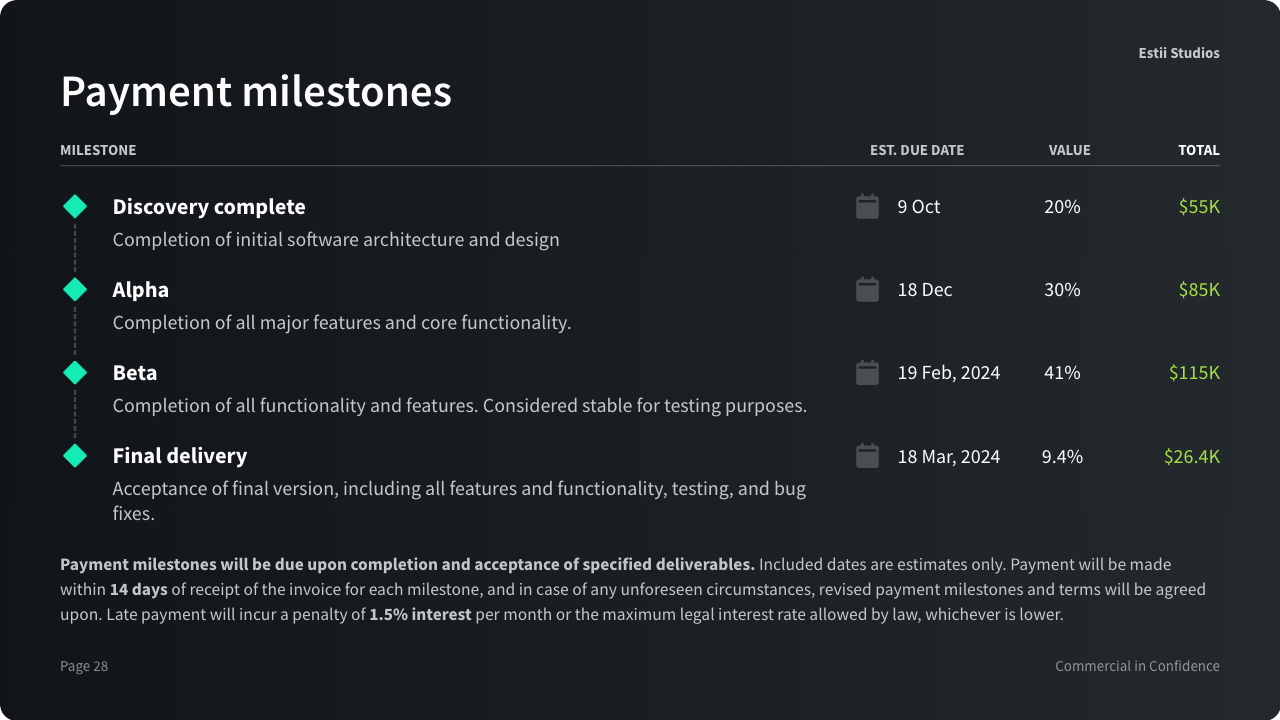 Estii Studios
Payment milestones
MILESTONE EST. DUE DATE VALUE TOTAL
Discovery complete 9 Oct 20% $55K
Completion of initial software architecture and design
Alpha 18 Dec 30% $85K
Completion of all major features and core functionality.
Beta 19 Feb, 2024 41% $115K
Completion of all functionality and features. Considered stable for testing purposes.
Final delivery 18 Mar, 2024 9.4% $26.4K
Acceptance of final version, including all features and functionality, testing, and bug
fixes.
Payment milestones will be due upon completion and acceptance of specified deliverables. Included dates are estimates only. Payment will be made
within 14 days of receipt of the invoice for each milestone, and in case of any unforeseen circumstances, revised payment milestones and terms will be agreed
upon. Late payment will incur a penalty of 1.5% interest per month or the maximum legal interest rate allowed by law, whichever is lower.
Page 28 Commercial in Confidence